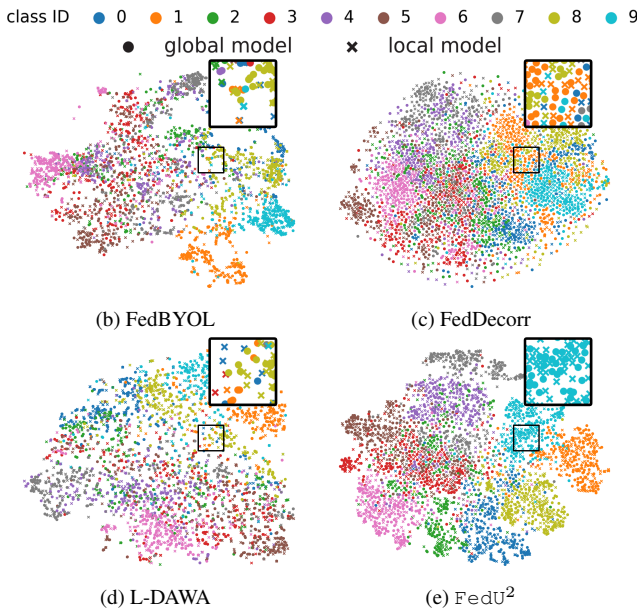 class ID 0 1 2 3 4 5 6 7 8 9
global model local model
(b) FedBYOL (c) FedDecorr
(d) L-DAWA (e) FedU²